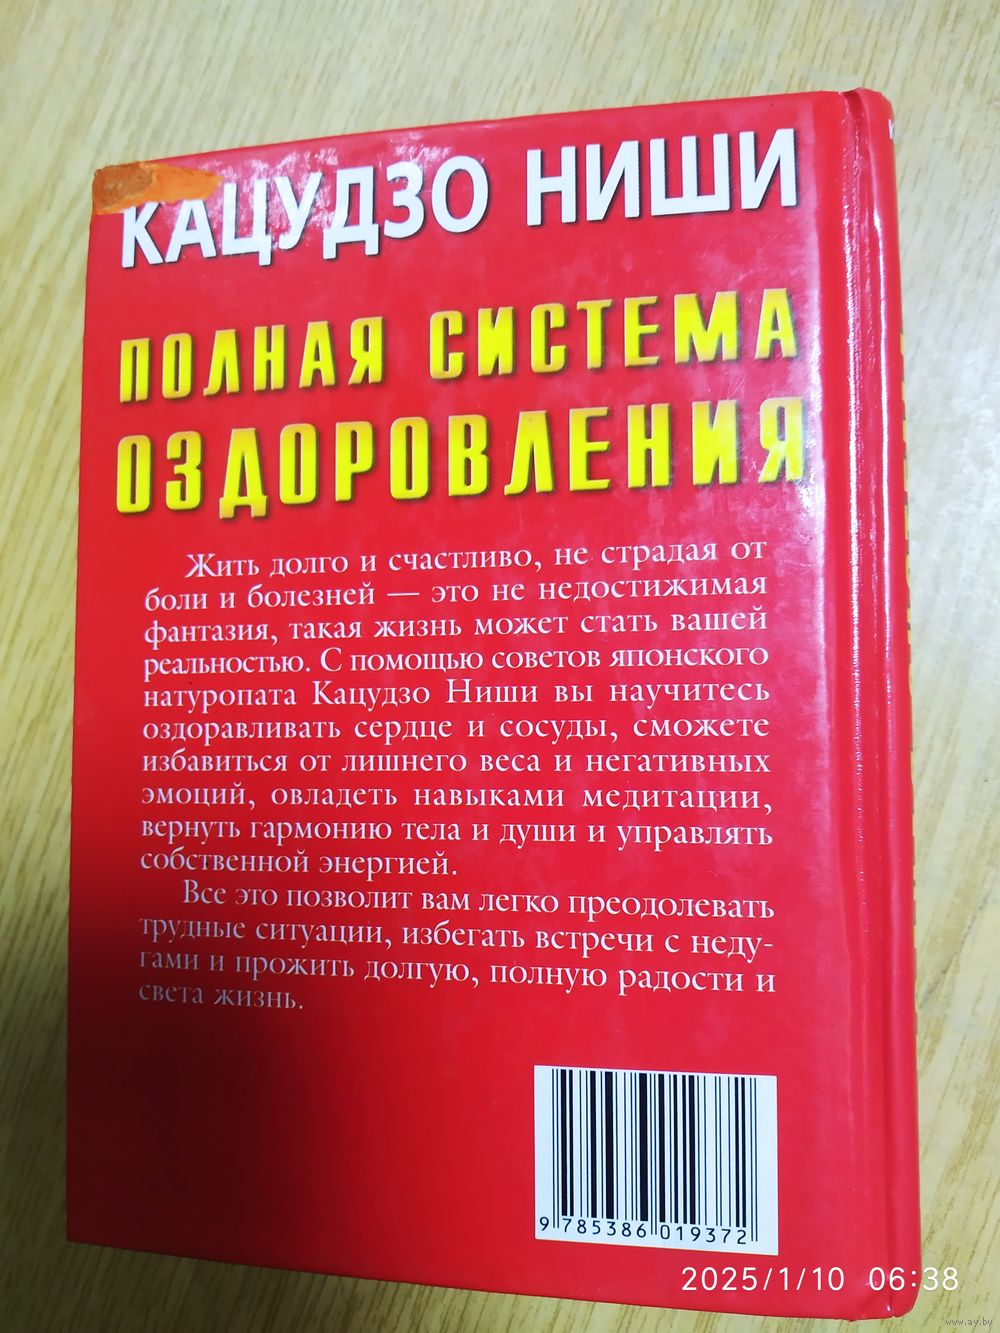 КАЦУДЗО НИШИ
ПОЛНАЯ СИСТЕМА
ОЗДОРОВЛЕНИЯ
Жить долго и счастливо, не страдая от
боли и болезней — это не недостижимая
фантазия, такая жизнь может стать вашей
реальностью. С помощью советов японского
натуропата Кацудзо Ниши вы научитесь
оздоравливать сердце и сосуды, сможете
избавиться от лишнего веса и негативных
эмоций, овладеть навыками медитации,
вернуть гармонию тела и души и управлять
собственной энергией.
Все это позволит вам легко преодолевать
трудные ситуации, избегать встречи с неду-
гами и прожить долгую, полную радости и
света жизнь.
9 785386 019372
2025/1/10 06:38
www.ay.by